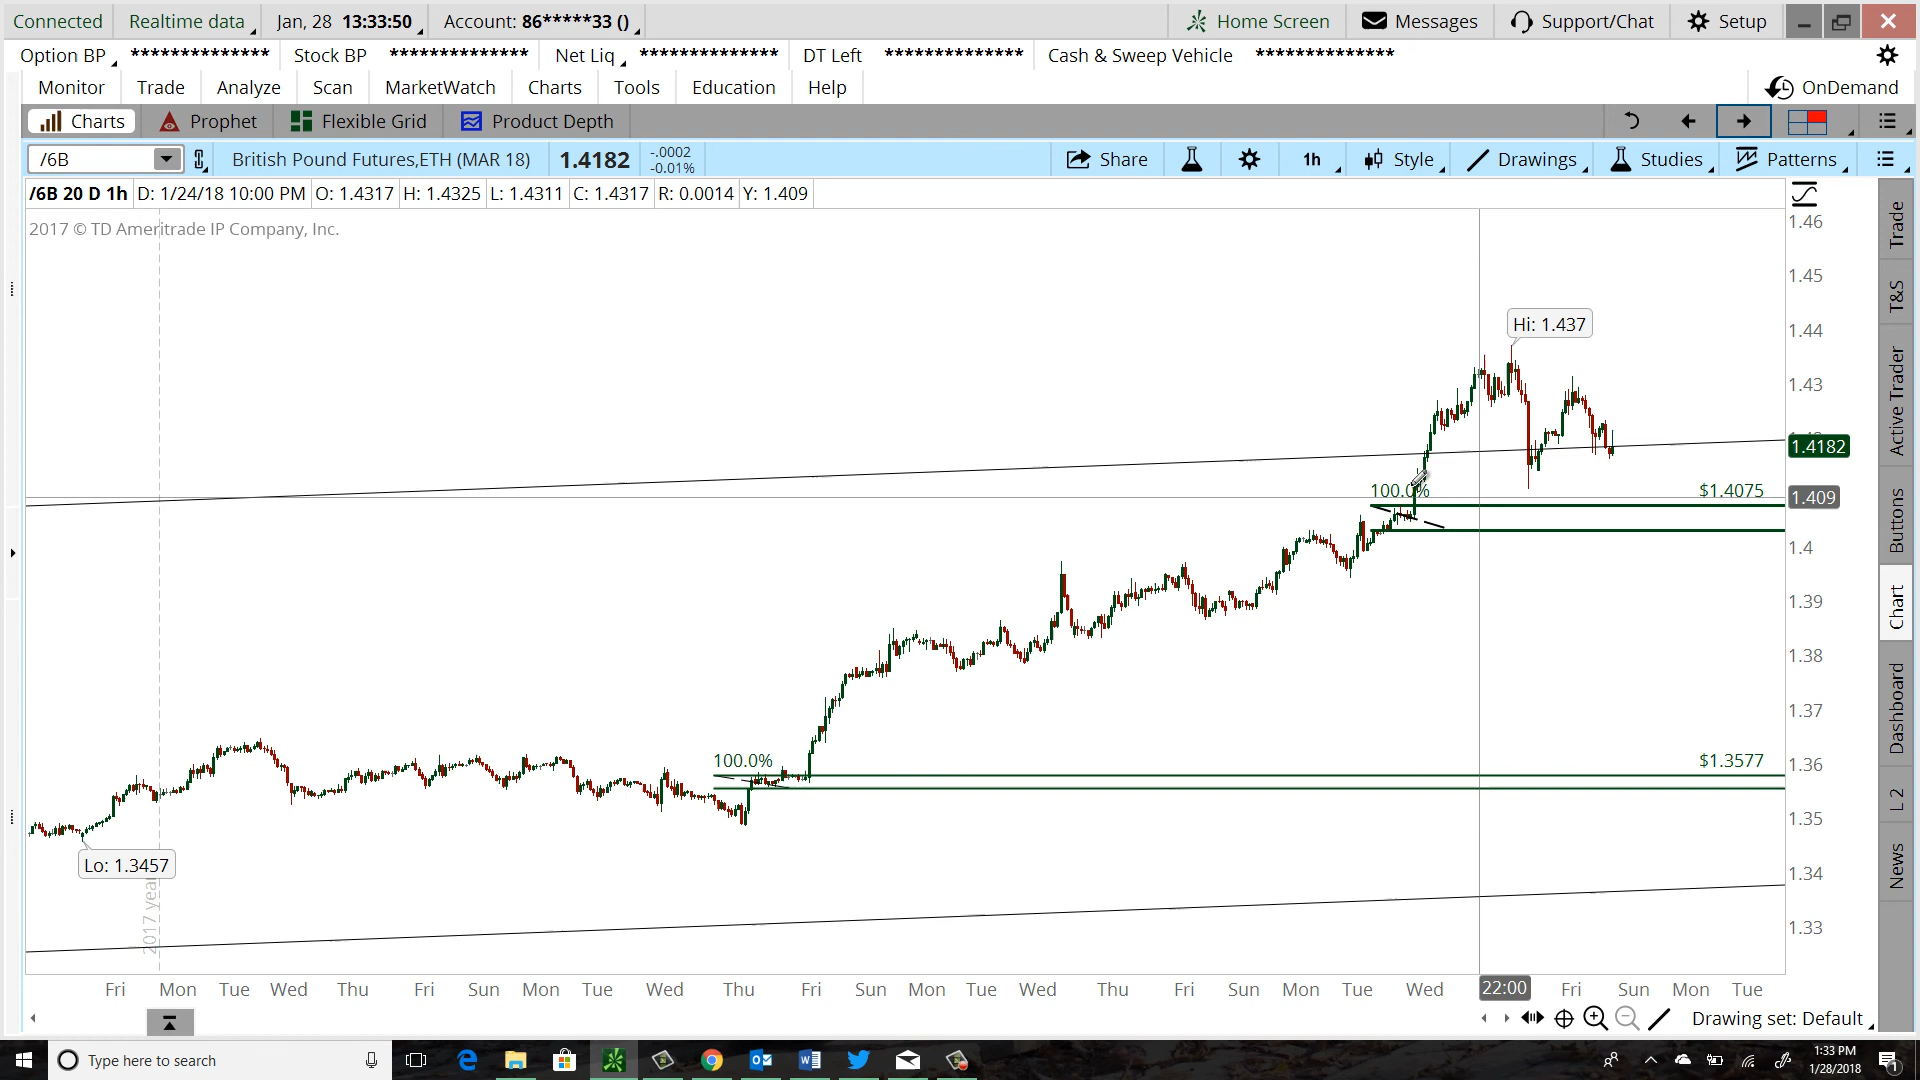 Connected Realtime data Jan, 28 13:33:50 Account: 86*****33 () Home Screen Messages Support/Chat Setup
Option BP ************** Stock BP ************** Net Liq ************** DT Left ************** Cash & Sweep Vehicle **************
Monitor Trade Analyze Scan MarketWatch Charts Tools Education Help OnDemand
Charts Prophet Flexible Grid Product Depth
/6B British Pound Futures,ETH (MAR 18) 1.4182 -.0002 -0.01% Share 1h Style Drawings Studies Patterns
/6B 20 D 1h D: 1/24/18 10:00 PM O: 1.4317 H: 1.4325 L: 1.4311 C: 1.4317 R: 0.0014 Y: 1.409
2017 © TD Ameritrade IP Company, Inc.
1.46
1.45
Hi: 1.437
1.44
1.43
1.4182
100.0% $1.4075
1.409
1.4
1.39
1.38
1.37
100.0% $1.3577
1.36
1.35
Lo: 1.3457
1.34
2017 year
1.33
Fri Mon Tue Wed Thu Fri Sun Mon Tue Wed Thu Fri Sun Mon Tue Wed Thu Fri Sun Mon Tue Wed 22:00 Fri Sun Mon Tue
Drawing set: Default
Trade
T&S
Active Trader
Buttons
Chart
Dashboard
L 2
News
Type here to search
1:33 PM
1/28/2018
1